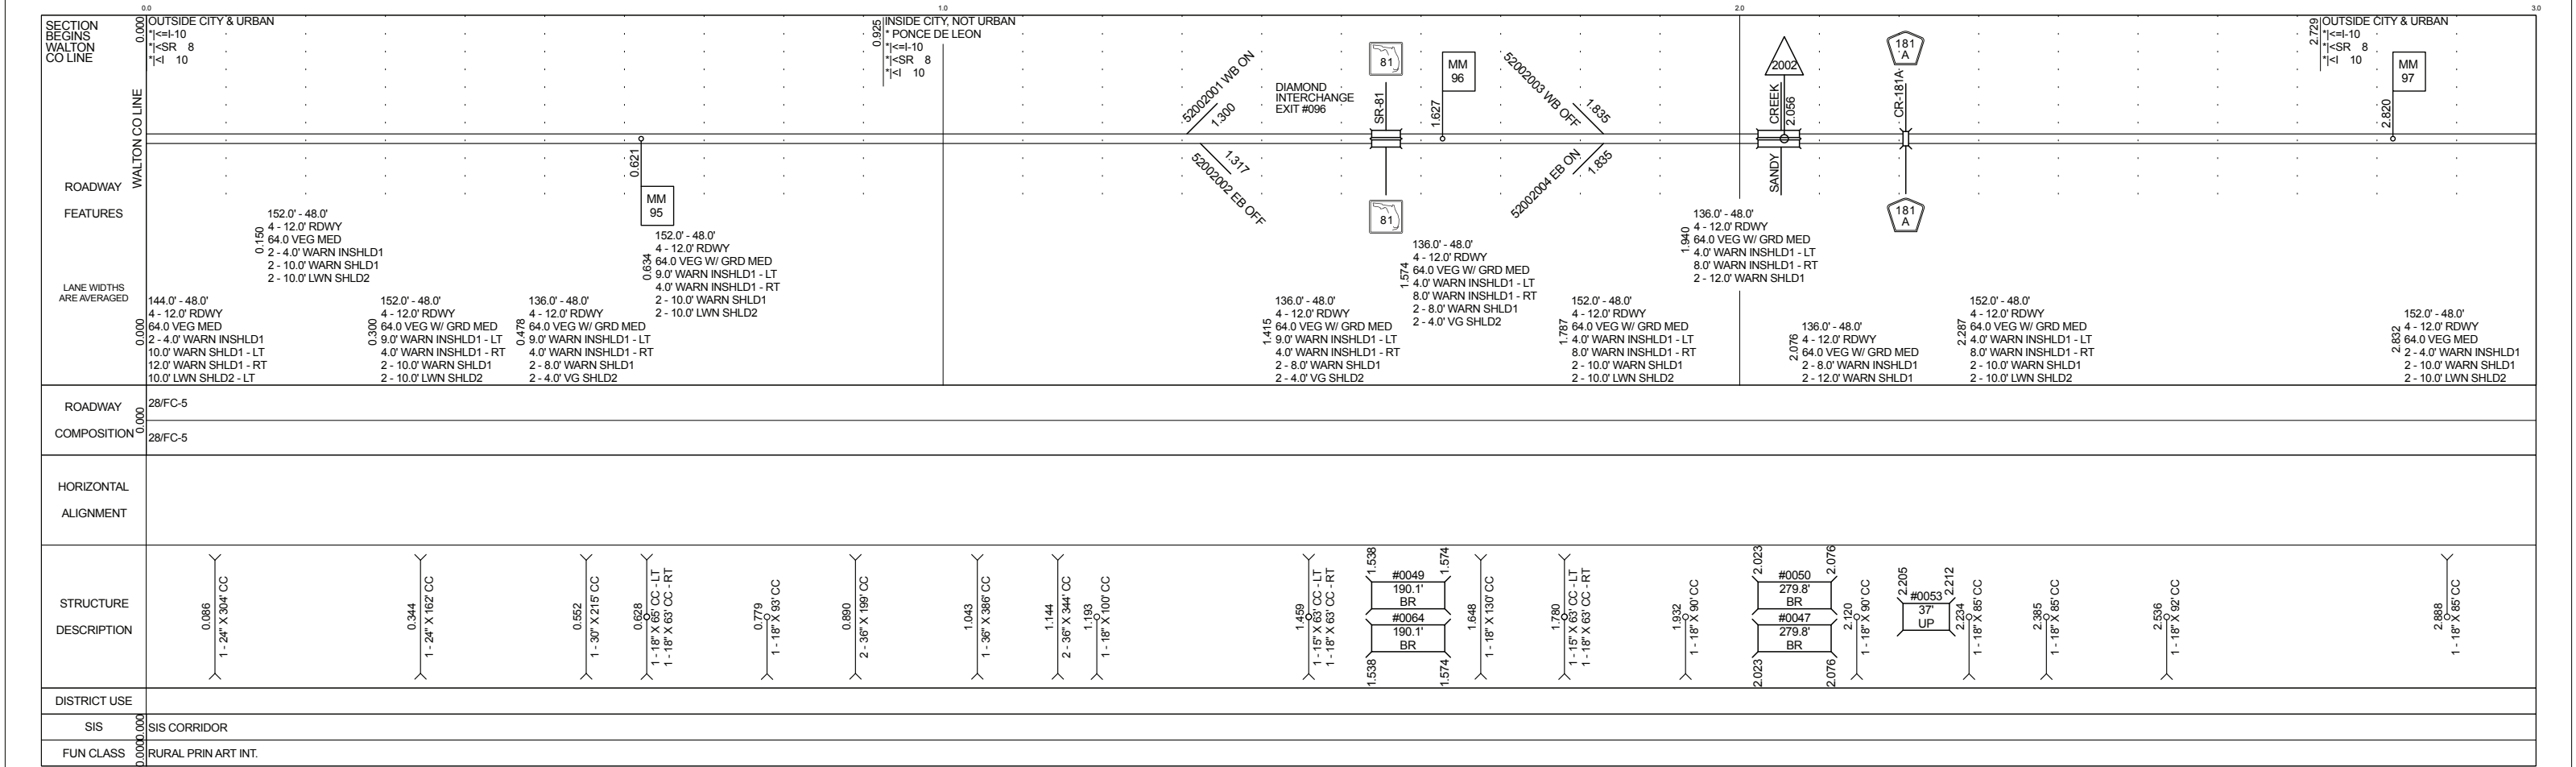 0.0
1.0
2.0
3.0
SECTION
BEGINS
WALTON
CO LINE
0.000
OUTSIDE CITY & URBAN
*|<=I-10
*|<SR 8
*|<I 10
0.925
INSIDE CITY, NOT URBAN
* PONCE DE LEON
*|<=I-10
*|<SR 8
*|<I 10
2.729
OUTSIDE CITY & URBAN
*|<=I-10
*|<SR 8
*|<I 10
WALTON CO LINE
0.621
MM
95
52002001 WB ON
1.300
1.317
52002002 EB OFF
DIAMOND
INTERCHANGE
EXIT #096
81
SR-81
81
MM
96
1.627
52002003 WB OFF
1.835
52002004 EB ON
1.835
2002
CREEK
2.056
SANDY
181
A
CR-181A
181
A
MM
97
2.820
ROADWAY
FEATURES
LANE WIDTHS
ARE AVERAGED
0.000
144.0' - 48.0'
4 - 12.0' RDWY
64.0 VEG MED
2 - 4.0' WARN INSHLD1
10.0' WARN SHLD1 - LT
12.0' WARN SHLD1 - RT
10.0' LWN SHLD2 - LT
0.150
152.0' - 48.0'
4 - 12.0' RDWY
64.0 VEG MED
2 - 4.0' WARN INSHLD1
2 - 10.0' WARN SHLD1
2 - 10.0' LWN SHLD2
0.300
152.0' - 48.0'
4 - 12.0' RDWY
64.0 VEG W/ GRD MED
9.0' WARN INSHLD1 - LT
4.0' WARN INSHLD1 - RT
2 - 10.0' WARN SHLD1
2 - 10.0' LWN SHLD2
0.478
136.0' - 48.0'
4 - 12.0' RDWY
64.0 VEG W/ GRD MED
9.0' WARN INSHLD1 - LT
4.0' WARN INSHLD1 - RT
2 - 8.0' WARN SHLD1
2 - 4.0' VG SHLD2
0.634
152.0' - 48.0'
4 - 12.0' RDWY
64.0 VEG W/ GRD MED
9.0' WARN INSHLD1 - LT
4.0' WARN INSHLD1 - RT
2 - 10.0' WARN SHLD1
2 - 10.0' LWN SHLD2
1.415
136.0' - 48.0'
4 - 12.0' RDWY
64.0 VEG W/ GRD MED
9.0' WARN INSHLD1 - LT
4.0' WARN INSHLD1 - RT
2 - 8.0' WARN SHLD1
2 - 4.0' VG SHLD2
1.574
136.0' - 48.0'
4 - 12.0' RDWY
64.0 VEG W/ GRD MED
4.0' WARN INSHLD1 - LT
8.0' WARN INSHLD1 - RT
2 - 8.0' WARN SHLD1
2 - 4.0' VG SHLD2
1.787
152.0' - 48.0'
4 - 12.0' RDWY
64.0 VEG W/ GRD MED
4.0' WARN INSHLD1 - LT
8.0' WARN INSHLD1 - RT
2 - 10.0' WARN SHLD1
2 - 10.0' LWN SHLD2
1.940
136.0' - 48.0'
4 - 12.0' RDWY
64.0 VEG W/ GRD MED
4.0' WARN INSHLD1 - LT
8.0' WARN INSHLD1 - RT
2 - 12.0' WARN SHLD1
2.076
136.0' - 48.0'
4 - 12.0' RDWY
64.0 VEG W/ GRD MED
2 - 8.0' WARN INSHLD1
2 - 12.0' WARN SHLD1
2.287
152.0' - 48.0'
4 - 12.0' RDWY
64.0 VEG W/ GRD MED
4.0' WARN INSHLD1 - LT
8.0' WARN INSHLD1 - RT
2 - 10.0' WARN SHLD1
2 - 10.0' LWN SHLD2
2.832
152.0' - 48.0'
4 - 12.0' RDWY
64.0 VEG MED
2 - 4.0' WARN INSHLD1
2 - 10.0' WARN SHLD1
2 - 10.0' LWN SHLD2
ROADWAY
COMPOSITION
0.000
28/FC-5
28/FC-5
HORIZONTAL
ALIGNMENT
STRUCTURE
DESCRIPTION
0.086
1 - 24" X 304' CC
0.344
1 - 24" X 162' CC
0.552
1 - 30" X 215' CC
0.628
1 - 18" X 65' CC - LT
1 - 18" X 63' CC - RT
0.779
1 - 18" X 93' CC
0.890
2 - 36" X 199' CC
1.043
1 - 36" X 386' CC
1.144
2 - 36" X 344' CC
1.193
1 - 18" X 100' CC
1.459
1 - 15" X 63' CC - LT
1 - 18" X 63' CC - RT
1.538
1.574
#0049
190.1'
BR
#0064
190.1'
BR
1.538
1.574
1.648
1 - 18" X 130' CC
1.780
1 - 15" X 63' CC - LT
1 - 18" X 63' CC - RT
1.932
1 - 18" X 90' CC
2.023
2.076
#0050
279.8'
BR
#0047
279.8'
BR
2.023
2.076
2.120
1 - 18" X 90' CC
2.205
2.212
#0053
37'
UP
2.234
1 - 18" X 85' CC
2.385
1 - 18" X 85' CC
2.536
1 - 18" X 92' CC
2.888
1 - 18" X 85' CC
DISTRICT USE
SIS
0.000
SIS CORRIDOR
FUN CLASS
0.000
RURAL PRIN ART INT.